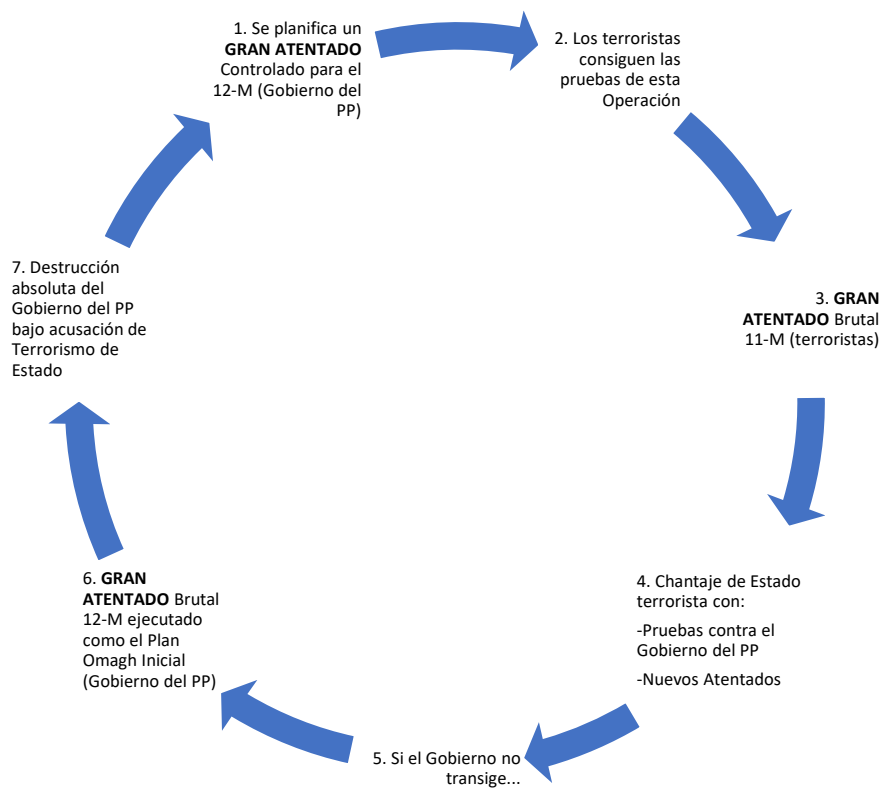 1. Se planifica un
GRAN ATENTADO
Controlado para el
12-M (Gobierno del
PP)
2. Los terroristas
consiguen las
pruebas de esta
Operación
3. GRAN
ATENTADO Brutal
11-M (terroristas)
4. Chantaje de Estado
terrorista con:
-Pruebas contra el
Gobierno del PP
-Nuevos Atentados
5. Si el Gobierno no
transige...
6. GRAN
ATENTADO Brutal
12-M ejecutado
como el Plan
Omagh Inicial
(Gobierno del PP)
7. Destrucción
absoluta del
Gobierno del PP
bajo acusación de
Terrorismo de
Estado